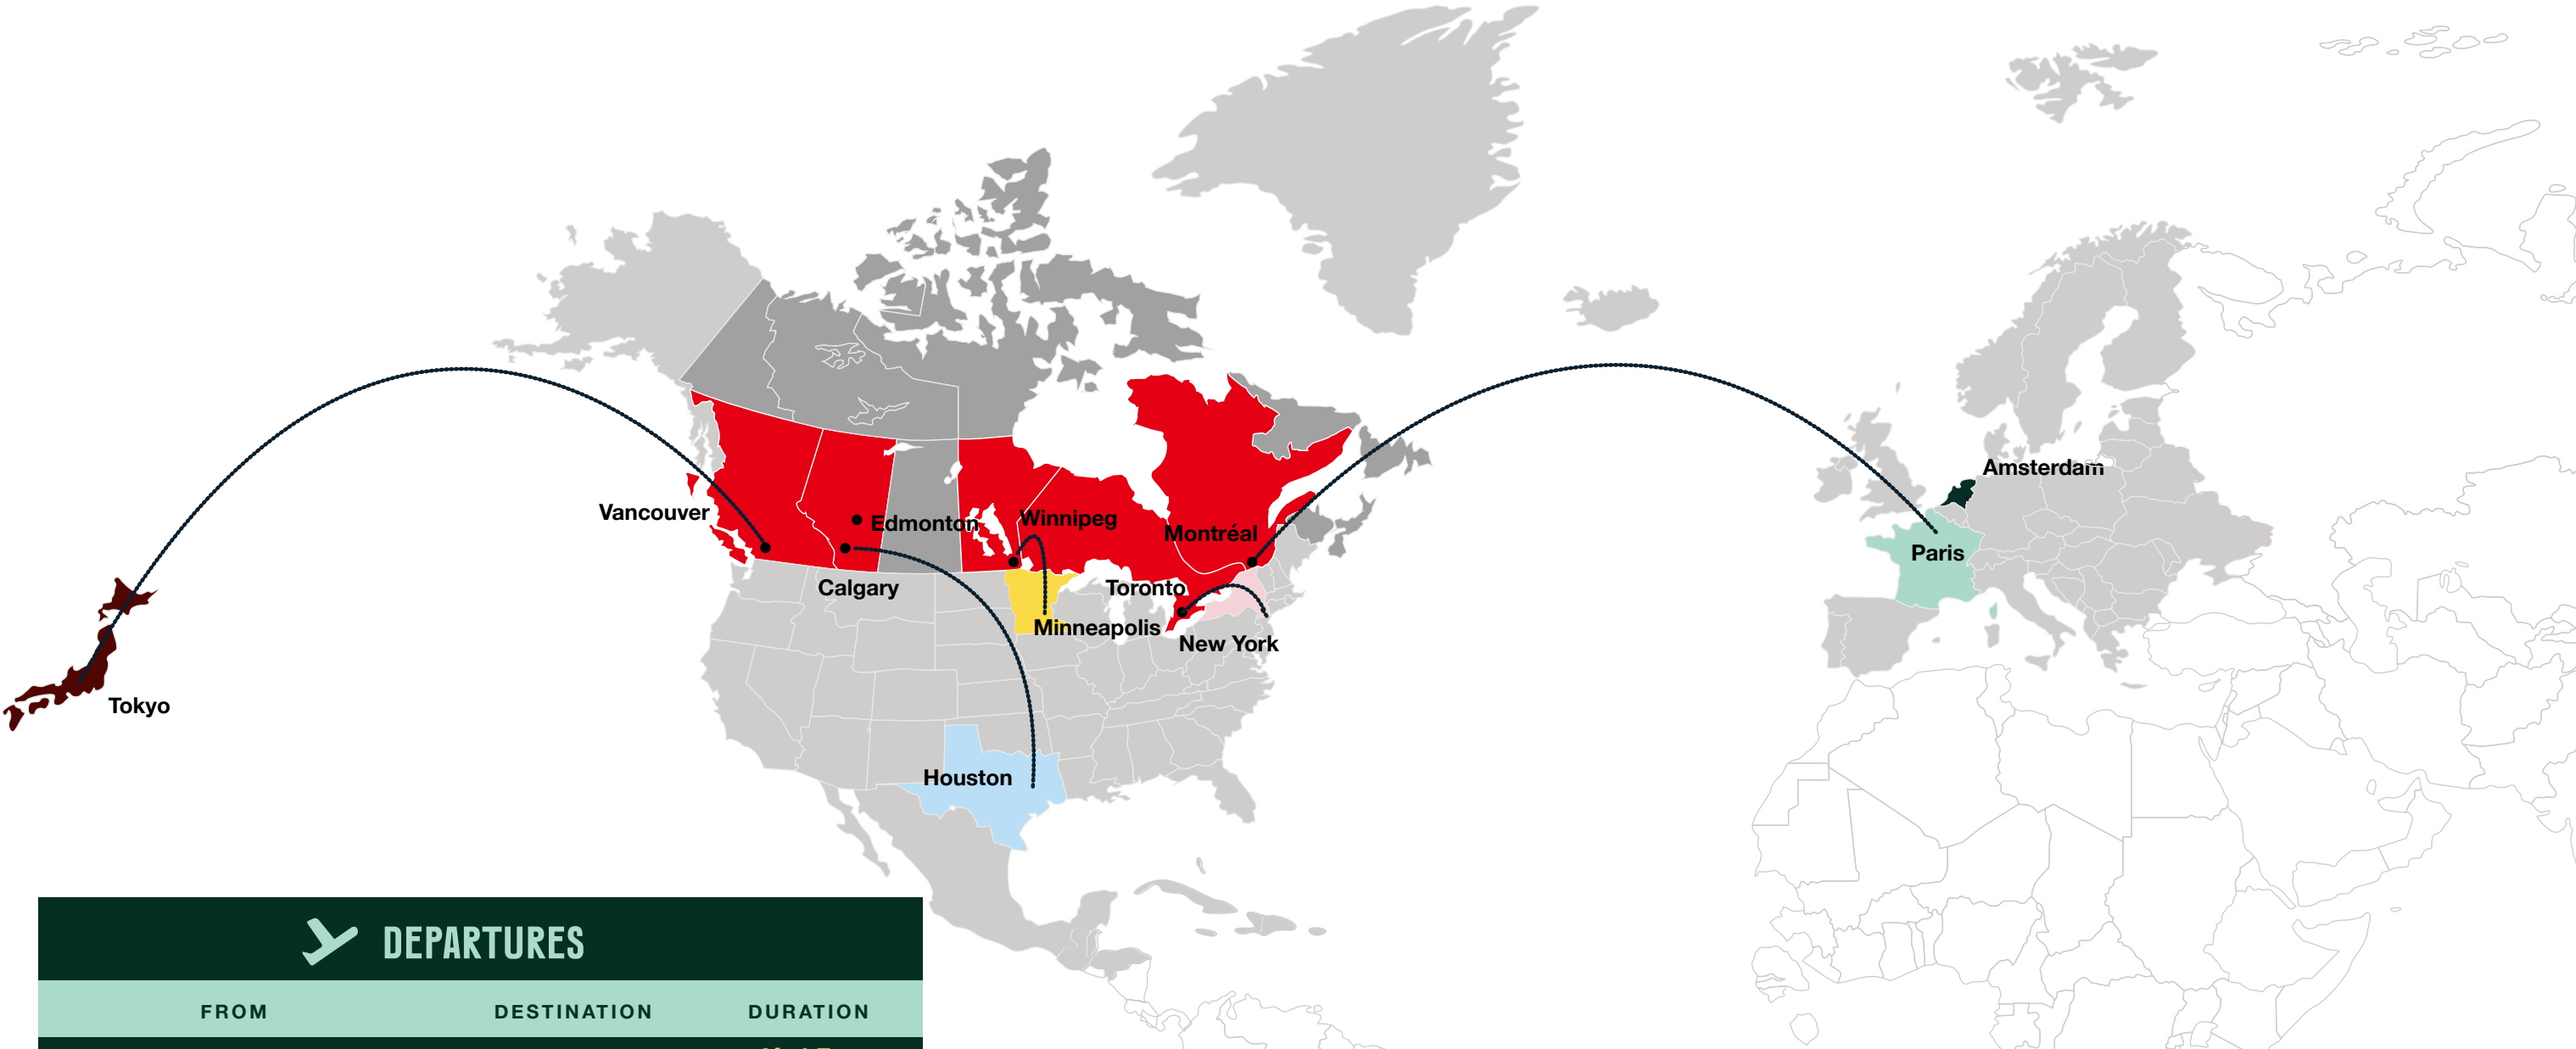 Amsterdam
Vancouver
Edmonton
Winnipeg
Montréal
Paris
Calgary
Toronto
Minneapolis
New York
Tokyo
Houston
DEPARTURES
FROM DESTINATION DURATION